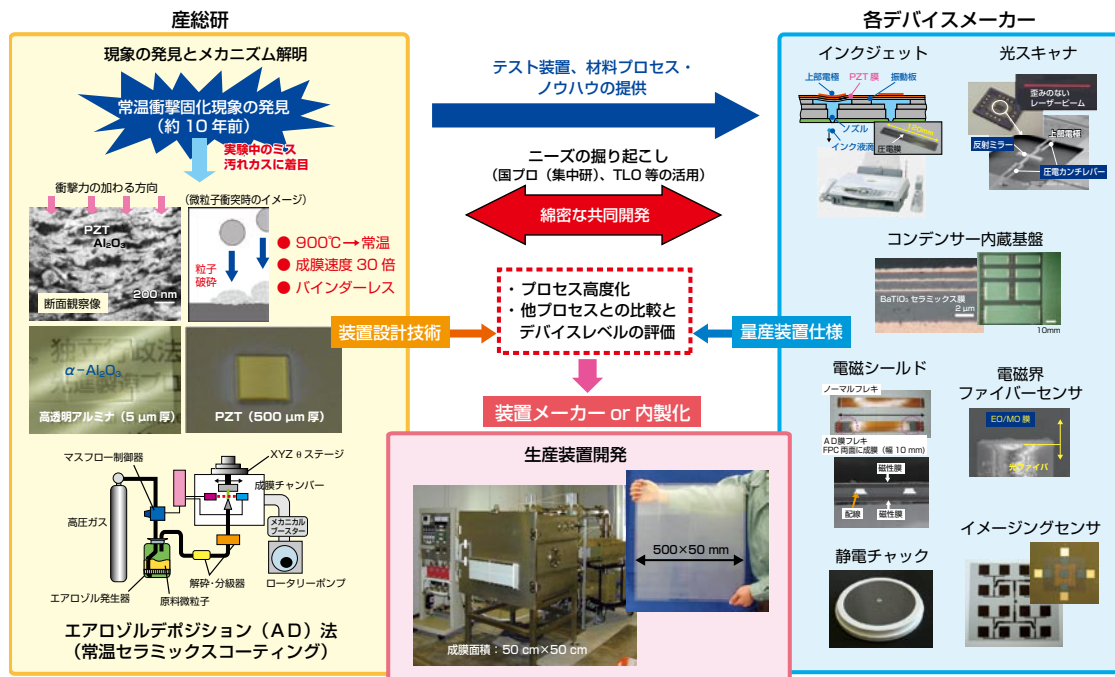 産総研
現象の発見とメカニズム解明
常温衝撃固化現象の発見
(約10年前)
実験中のミス
汚れカスに着目
衝撃力の加わる方向
(微粒子衝突時のイメージ)
PZT
Al₂O₃
断面観察像
200 nm
粒子
破砕
● 900℃→常温
● 成膜速度 30 倍
● バインダーレス
α-Al₂O₃
高透明アルミナ(5 μm 厚)
PZT(500 μm 厚)
マスフロー制御器
XYZ θステージ
成膜チャンバー
高圧ガス
メカニカル
ブースター
解砕・分級器
ロータリーポンプ
エアロゾル発生器
原料微粒子
エアロゾルデポジション(AD)法
(常温セラミックスコーティング)
テスト装置、材料プロセス・
ノウハウの提供
ニーズの掘り起こし
(国プロ(集中研)、TLO 等の活用)
綿密な共同開発
・プロセス高度化
・他プロセスとの比較と
デバイスレベルの評価
装置設計技術
量産装置仕様
装置メーカー or 内製化
生産装置開発
500×50 mm
成膜面積:50 cm×50 cm
各デバイスメーカー
インクジェット
上部電極
PZT 膜
振動板
ノズル
インク液滴
120mm
圧電膜
光スキャナ
歪みのない
レーザービーム
上部電極
反射ミラー
圧電カンチレバー
コンデンサー内蔵基盤
BaTiO₃ セラミックス膜
2 μm
10mm
電磁シールド
ノーマルフレキ
AD膜フレキ
FPC 両面に成膜(幅 10 mm)
磁性膜
配線
磁性膜
電磁界
ファイバーセンサ
EO/MO 膜
光ファイバ
静電チャック
イメージングセンサ